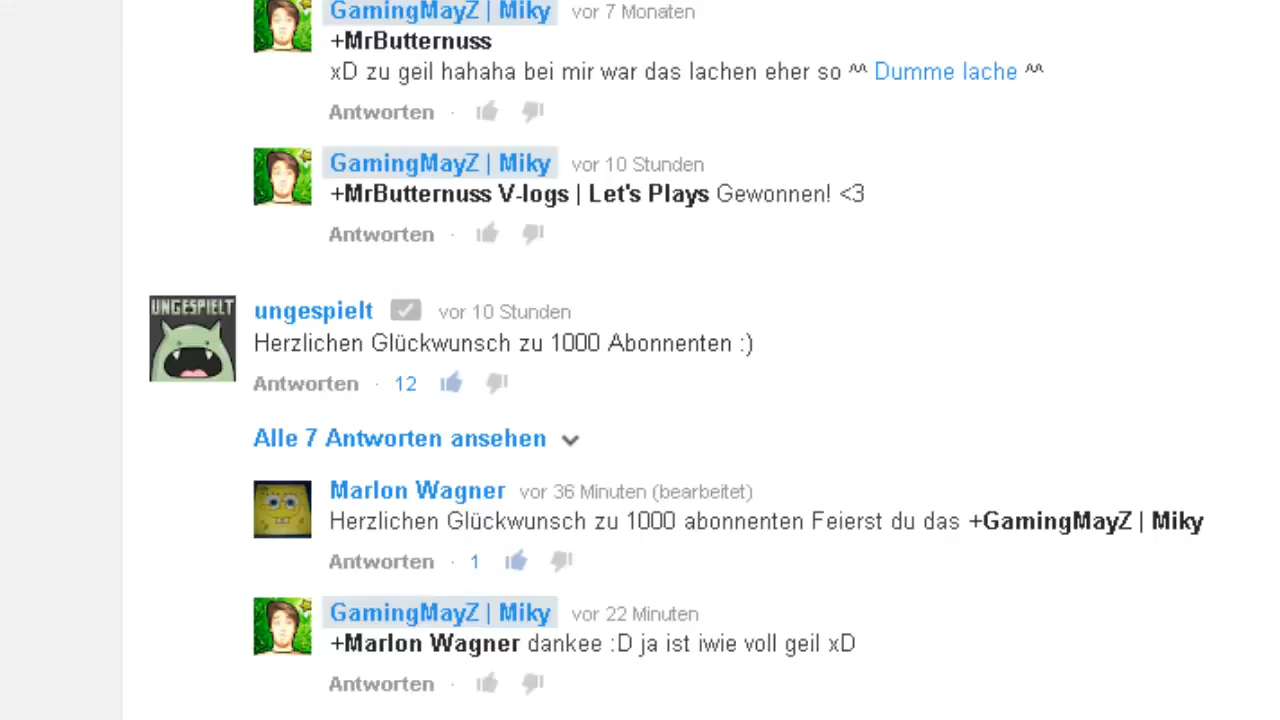 GamingMayZ | Miky vor 7 Monaten
+MrButternuss
xD zu geil hahaha bei mir war das lachen eher so ^^ Dumme lache ^^
Antworten ·
GamingMayZ | Miky vor 10 Stunden
+MrButternuss V-logs | Let's Plays Gewonnen! <3
Antworten ·
UNGESPIELT
ungespielt vor 10 Stunden
Herzlichen Glückwunsch zu 1000 Abonnenten :)
Antworten · 12
Alle 7 Antworten ansehen
Marlon Wagner vor 36 Minuten (bearbeitet)
Herzlichen Glückwunsch zu 1000 abonnenten Feierst du das +GamingMayZ | Miky
Antworten · 1
GamingMayZ | Miky vor 22 Minuten
+Marlon Wagner dankee :D ja ist iwie voll geil xD
Antworten ·